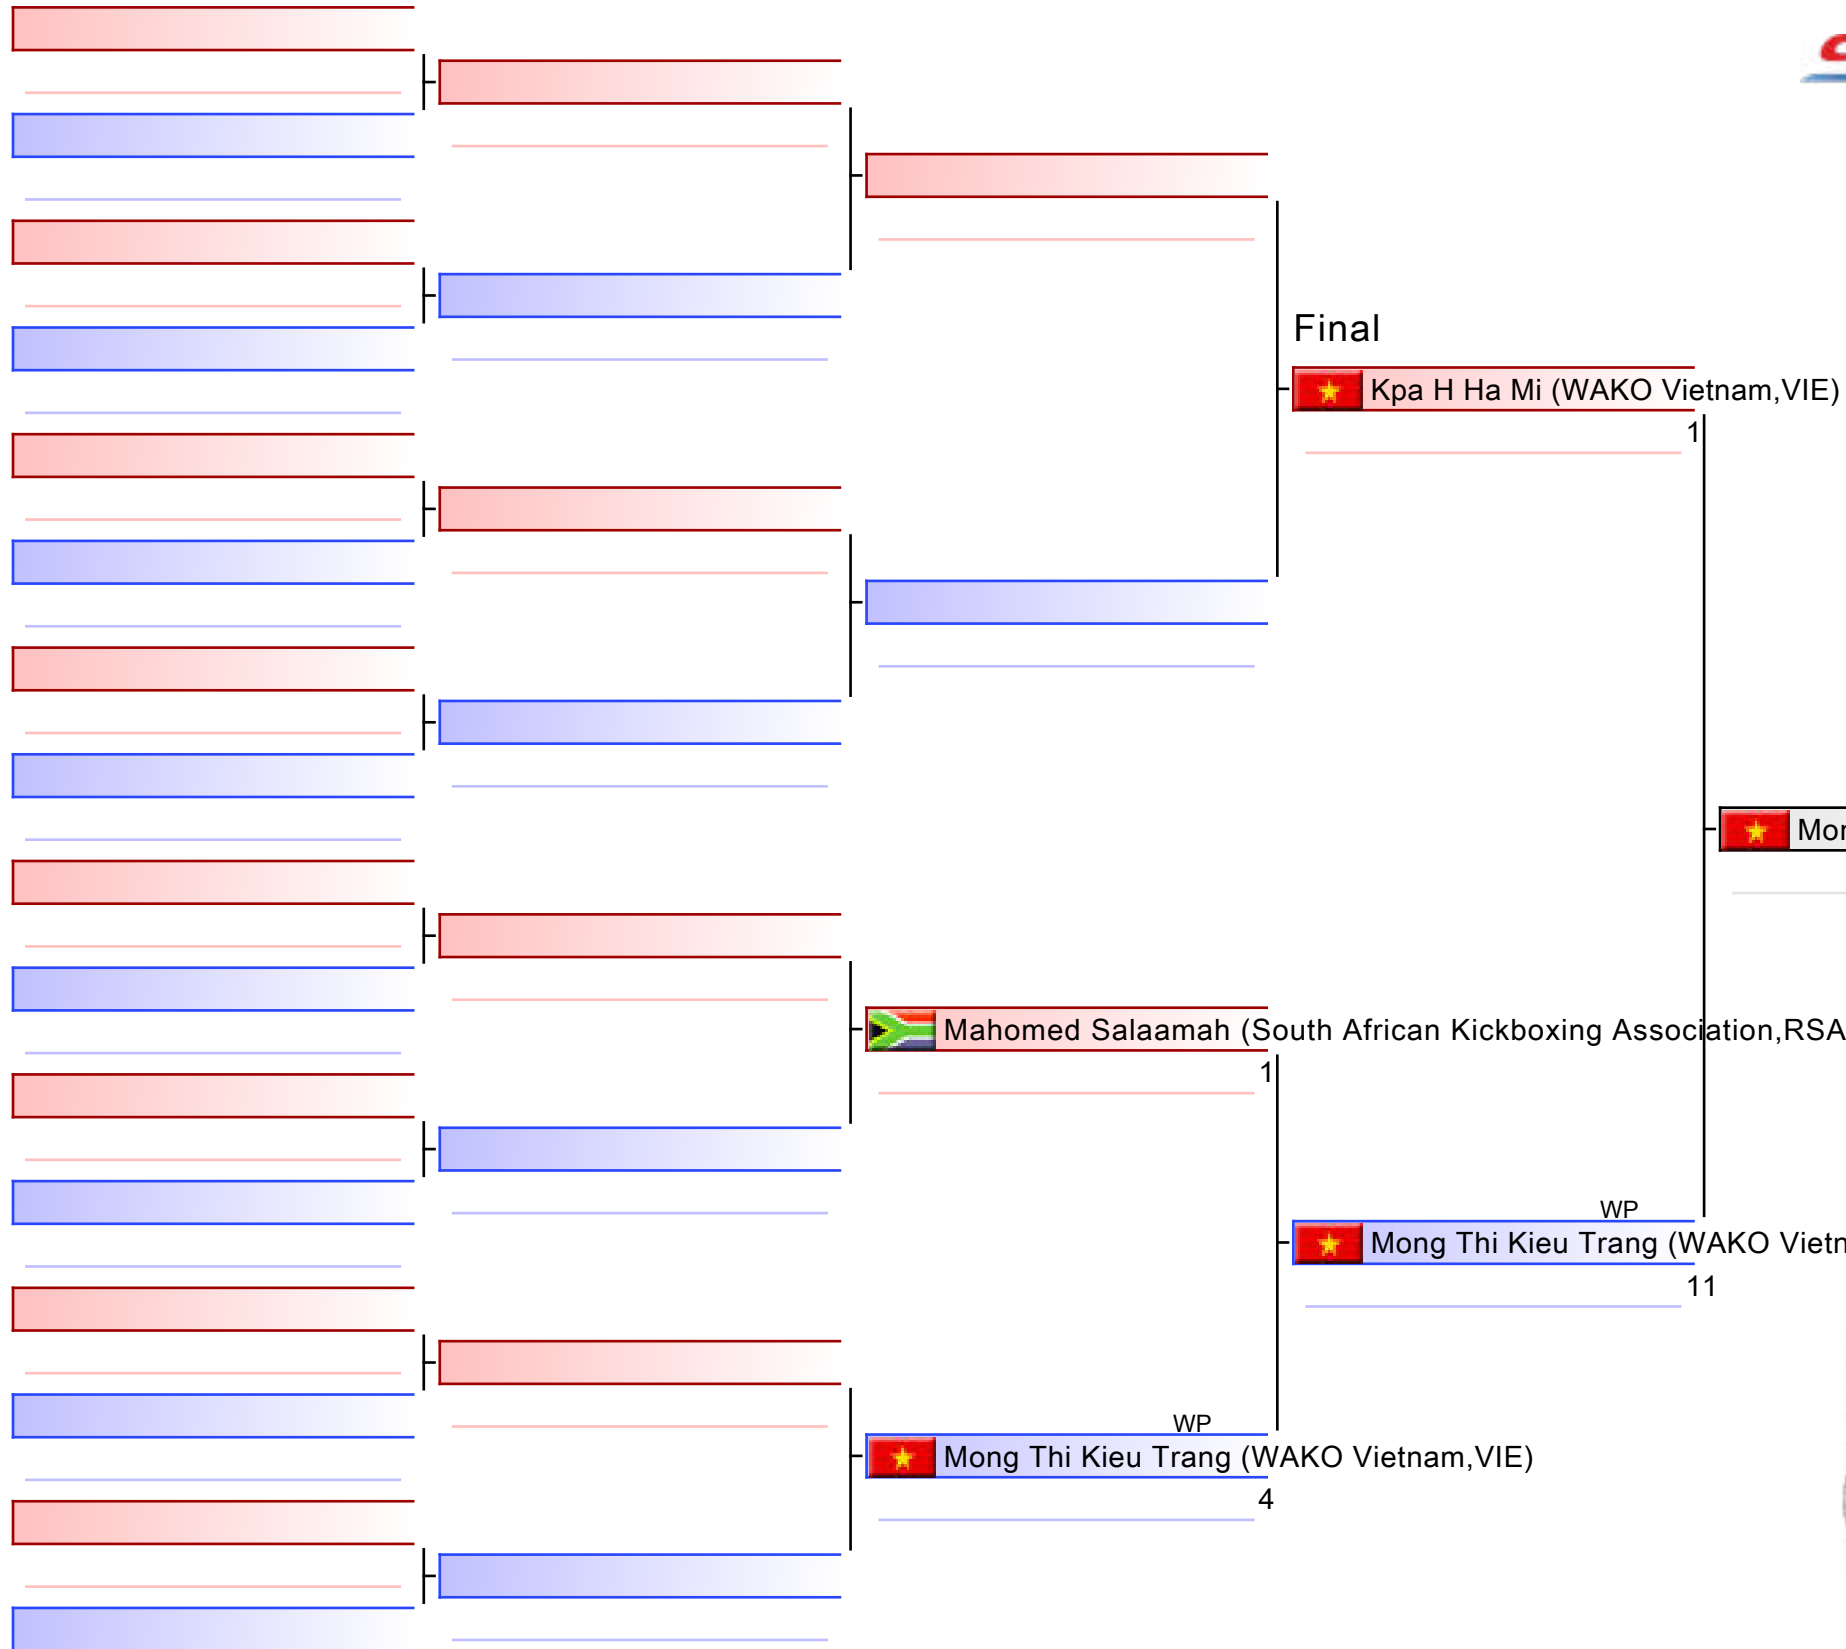 Final
Kpa H Ha Mi (WAKO Vietnam,VIE)
1
Mahomed Salaamah (South African Kickboxing Association,RSA
1
WP
Mong Thi Kieu Trang (WAKO
11
WP
Mong Thi Kieu Trang (WAKO Vietnam,VIE)
4